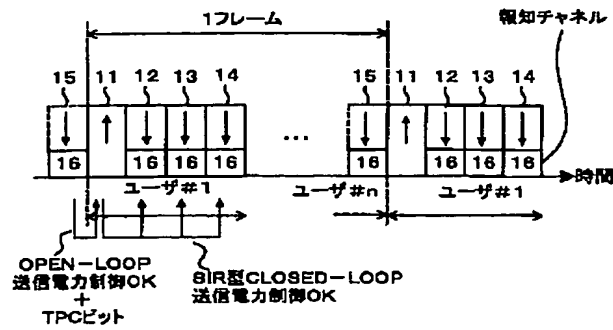 1フレーム
報知チャネル
15 11 12 13 14 15 11 12 13 14
...
16 16 16 16 16 16 16 16
時間
ユーザ#1 ユーザ#n ユーザ#1
OPEN-LOOP
送信電力制御OK
+
TPCビット
SIR型CLOSED-LOOP
送信電力制御OK